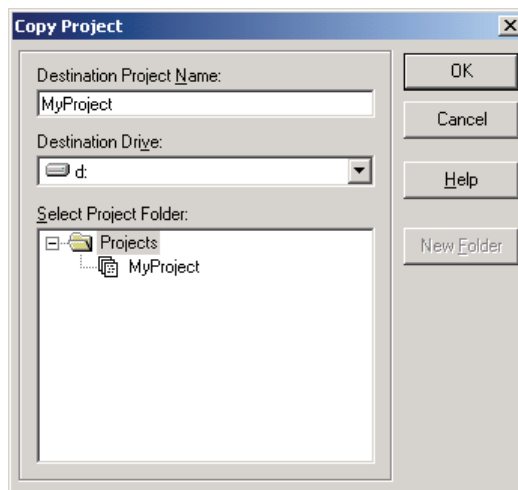 Copy Project
Destination Project Name:
MyProject
Destination Drive:
d:
Select Project Folder:
Projects
MyProject
OK
Cancel
Help
New Folder